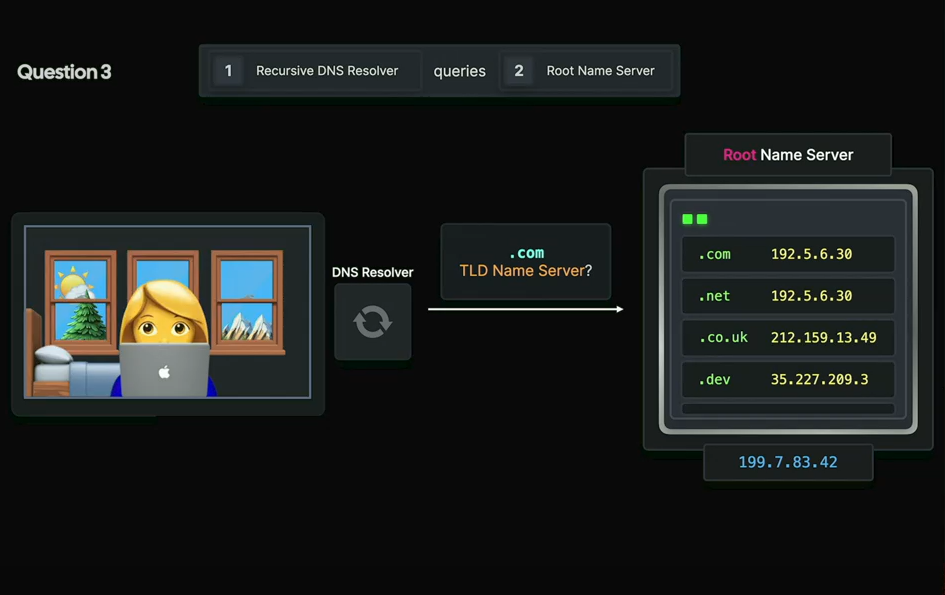 Question 3
1 Recursive DNS Resolver queries 2 Root Name Server
Root Name Server
DNS Resolver
.com
TLD Name Server?
.com 192.5.6.30
.net 192.5.6.30
.co.uk 212.159.13.49
.dev 35.227.209.3
199.7.83.42